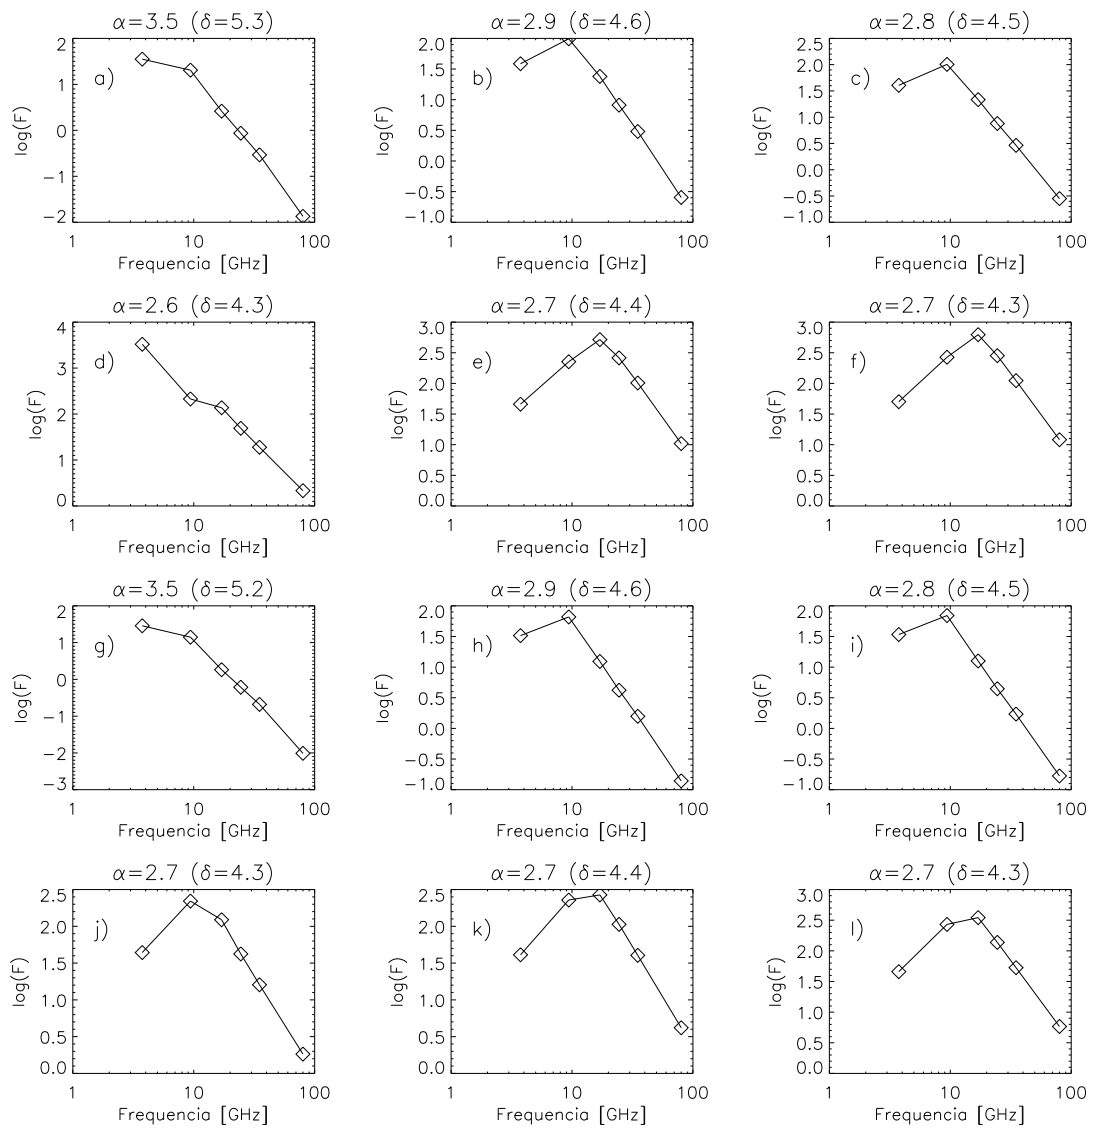 α=3.5 (δ=5.3)
α=2.9 (δ=4.6)
α=2.8 (δ=4.5)
a)
b)
c)
log(F)
2
1
0
−1
−2
log(F)
2.0
1.5
1.0
0.5
0.0
−0.5
−1.0
log(F)
2.5
2.0
1.5
1.0
0.5
0.0
−0.5
−1.0
1 10 100
1 10 100
1 10 100
Frequencia [GHz]
Frequencia [GHz]
Frequencia [GHz]
α=2.6 (δ=4.3)
α=2.7 (δ=4.4)
α=2.7 (δ=4.3)
d)
e)
f)
log(F)
4
3
2
1
0
log(F)
3.0
2.5
2.0
1.5
1.0
0.5
0.0
log(F)
3.0
2.5
2.0
1.5
1.0
0.5
0.0
1 10 100
1 10 100
1 10 100
Frequencia [GHz]
Frequencia [GHz]
Frequencia [GHz]
α=3.5 (δ=5.2)
α=2.9 (δ=4.6)
α=2.8 (δ=4.5)
g)
h)
i)
log(F)
2
1
0
−1
−2
−3
log(F)
2.0
1.5
1.0
0.5
0.0
−0.5
−1.0
log(F)
2.0
1.5
1.0
0.5
0.0
−0.5
−1.0
1 10 100
1 10 100
1 10 100
Frequencia [GHz]
Frequencia [GHz]
Frequencia [GHz]
α=2.7 (δ=4.3)
α=2.7 (δ=4.4)
α=2.7 (δ=4.3)
j)
k)
l)
log(F)
2.5
2.0
1.5
1.0
0.5
0.0
log(F)
2.5
2.0
1.5
1.0
0.5
0.0
log(F)
3.0
2.5
2.0
1.5
1.0
0.5
0.0
1 10 100
1 10 100
1 10 100
Frequencia [GHz]
Frequencia [GHz]
Frequencia [GHz]